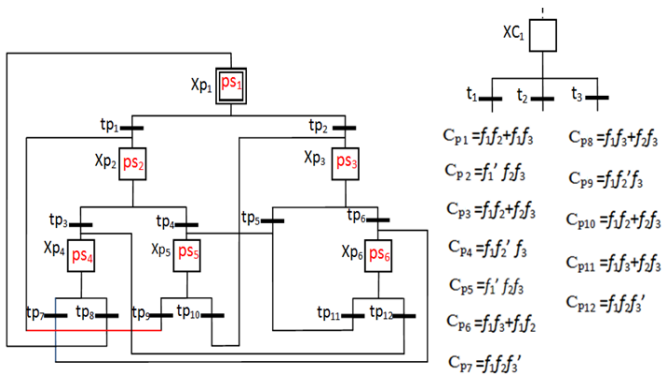 Xp₁ ps₁
tp₁ tp₂
Xp₂ ps₂ Xp₃ ps₃
tp₃ tp₄ tp₅ tp₆
Xp₄ ps₄ Xp₅ ps₅ Xp₆ ps₆
tp₇ tp₈ tp₉ tp₁₀ tp₁₁ tp₁₂
XC₁
t₁ t₂ t₃
Cₚ₁ =f₁f₂+f₁f₃
Cₚ₂ =f₁′ f₂f₃
Cₚ₃ =f₁f₂+f₂f₃
Cₚ₄ =f₁f₂′ f₃
Cₚ₅ =f₁′ f₂f₃
Cₚ₆ =f₁f₃+f₁f₂
Cₚ₇ =f₁f₂f₃′
Cₚ₈ =f₁f₃+f₂f₃
Cₚ₉ =f₁f₂′f₃
Cₚ₁₀ =f₁f₂+f₂f₃
Cₚ₁₁ =f₁f₃+f₂f₃
Cₚ₁₂ =f₁f₂f₃′